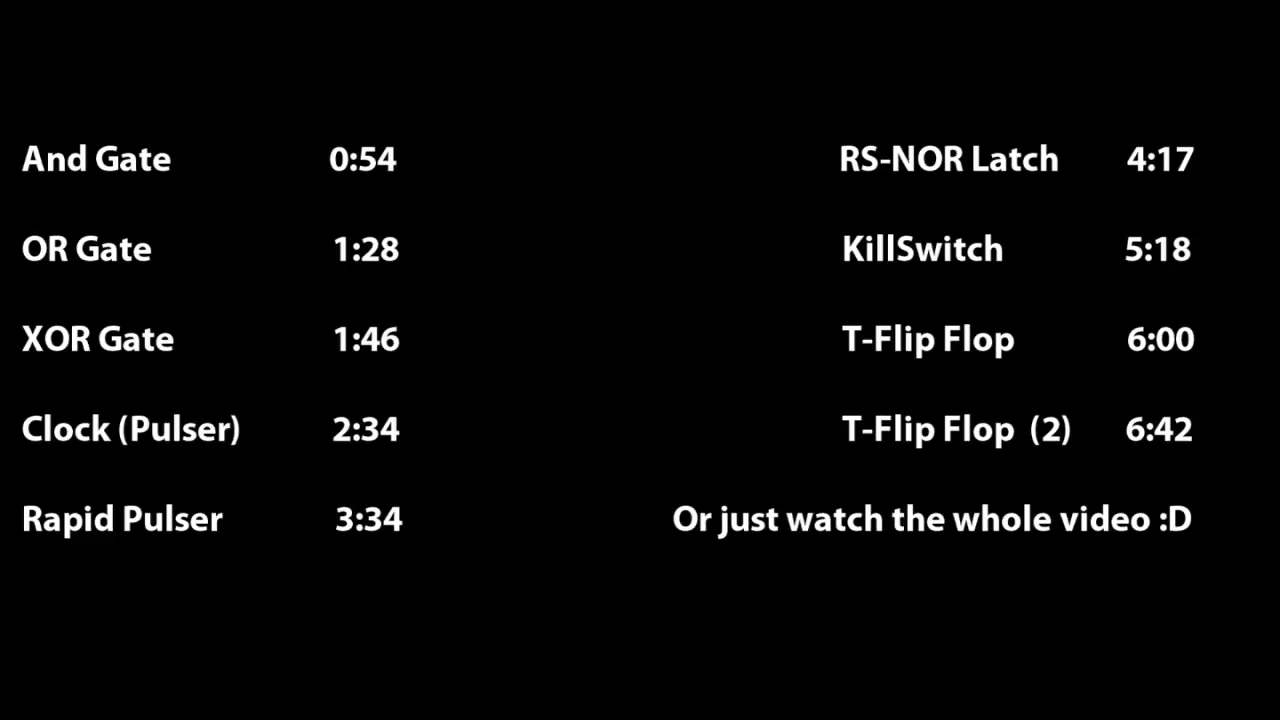 And Gate 0:54
OR Gate 1:28
XOR Gate 1:46
Clock (Pulser) 2:34
Rapid Pulser 3:34
RS-NOR Latch 4:17
KillSwitch 5:18
T-Flip Flop 6:00
T-Flip Flop (2) 6:42
Or just watch the whole video :D